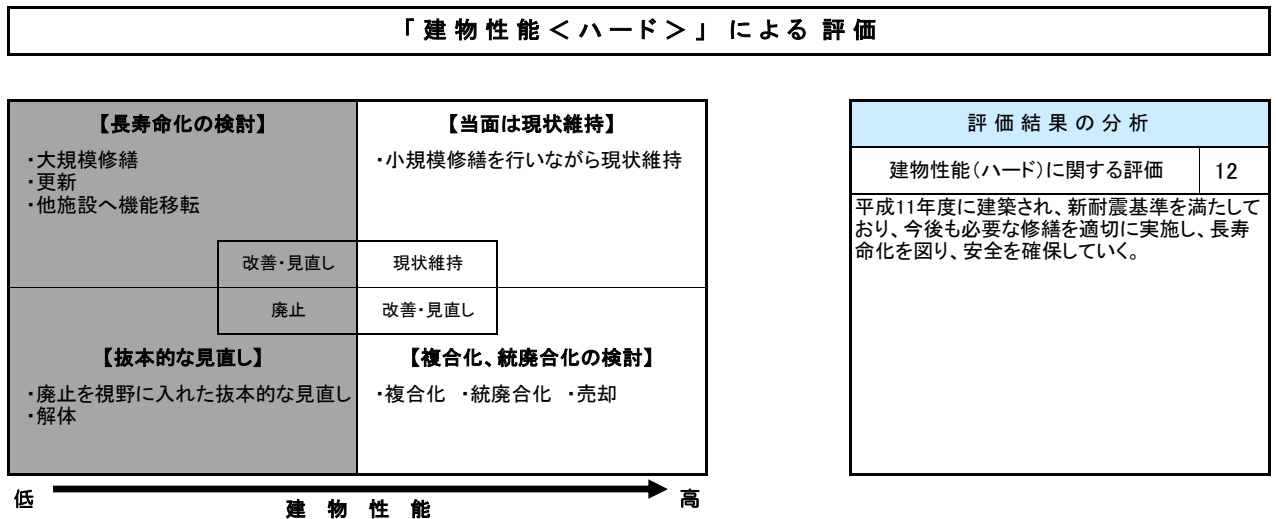 「建物性能＜ハード＞」による評価
【長寿命化の検討】
・大規模修繕
・更新
・他施設へ機能移転
【当面は現状維持】
・小規模修繕を行いながら現状維持
改善・見直し
現状維持
廃止
改善・見直し
【抜本的な見直し】
・廃止を視野に入れた抜本的な見直し
・解体
【複合化、統廃合化の検討】
・複合化　・統廃合化　・売却
低
建物性能
高
評価結果の分析
建物性能（ハード）に関する評価
12
平成11年度に建築され、新耐震基準を満たして
おり、今後も必要な修繕を適切に実施し、長寿
命化を図り、安全を確保していく。